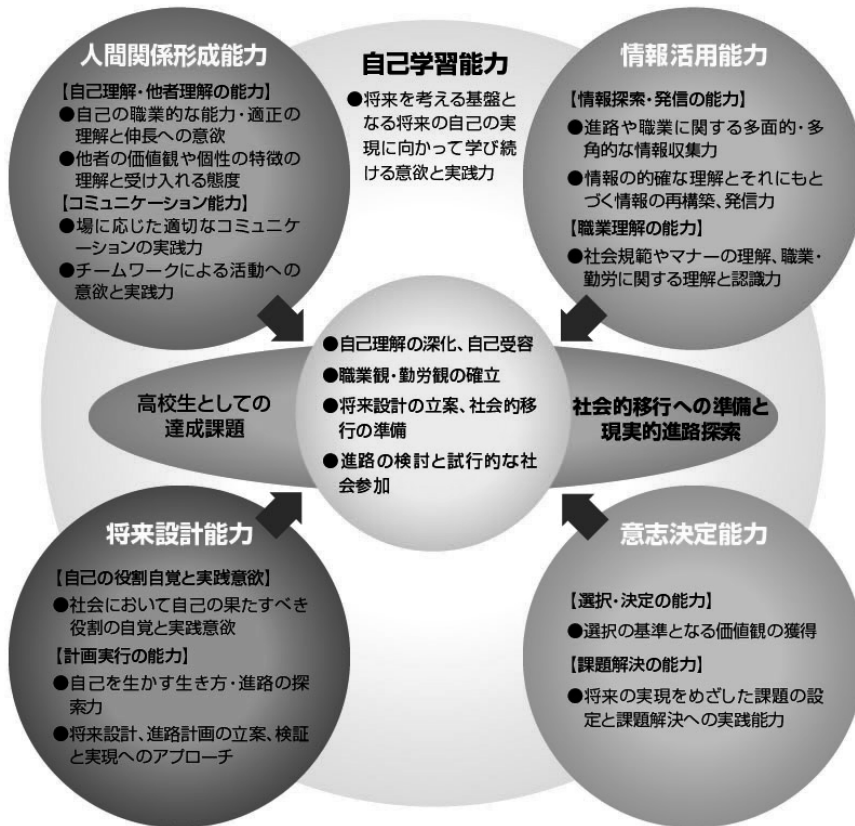 人間関係形成能力
【自己理解・他者理解の能力】
●自己の職業的な能力・適正の
理解と伸長への意欲
●他者の価値観や個性の特徴の
理解と受け入れる態度
【コミュニケーション能力】
●場に応じた適切なコミュニケ
ーションの実践力
●チームワークによる活動への
意欲と実践力
自己学習能力
●将来を考える基盤と
なる将来の自己の実
現に向かって学び続
ける意欲と実践力
情報活用能力
【情報探索・発信の能力】
●進路や職業に関する多面的・多
角的な情報収集力
●情報の的確な理解とそれにもと
づく情報の再構築、発信力
【職業理解の能力】
●社会規範やマナーの理解、職業・
勤労に関する理解と認識力
高校生としての
達成課題
●自己理解の深化、自己受容
●職業観・勤労観の確立
●将来設計の立案、社会的移
行の準備
●進路の検討と試行的な社
会参加
社会的移行への準備と
現実的進路探索
将来設計能力
【自己の役割自覚と実践意欲】
●社会において自己の果たすべき
役割の自覚と実践意欲
【計画実行の能力】
●自己を生かす生き方・進路の探
索力
●将来設計、進路計画の立案、検証
と実現へのアプローチ
意志決定能力
【選択・決定の能力】
●選択の基準となる価値観の獲得
【課題解決の能力】
●将来の実現をめざした課題の設
定と課題解決への実践能力